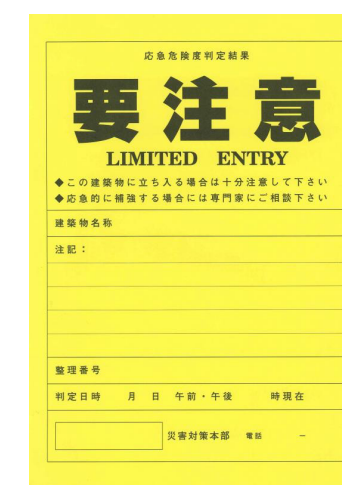 応急危険度判定結果
要注意
LIMITED ENTRY
◆この建築物に立ち入る場合は十分注意して下さい
◆応急的に補強する場合には専門家にご相談下さい
建築物名称
注記：
整理番号
判定日時 月 日 午前・午後 時現在
災害対策本部 電話 −